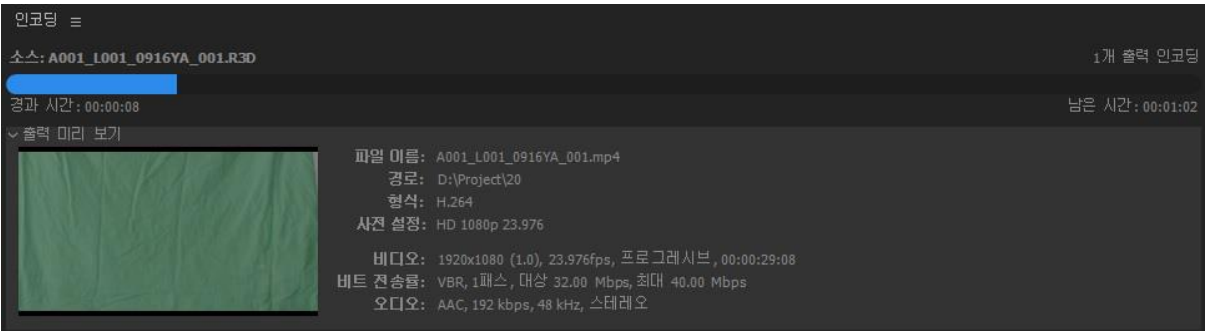 인코딩
소스: A001_L001_0916YA_001.R3D
1개 출력 인코딩
경과 시간: 00:00:08
남은 시간: 00:01:02
출력 미리 보기
파일 이름: A001_L001_0916YA_001.mp4
경로: D:\Project\20
형식: H.264
사전 설정: HD 1080p 23.976
비디오: 1920x1080 (1.0), 23.976fps, 프로그레시브, 00:00:29:08
비트 전송률: VBR, 1패스, 대상 32.00 Mbps, 최대 40.00 Mbps
오디오: AAC, 192 kbps, 48 kHz, 스테레오